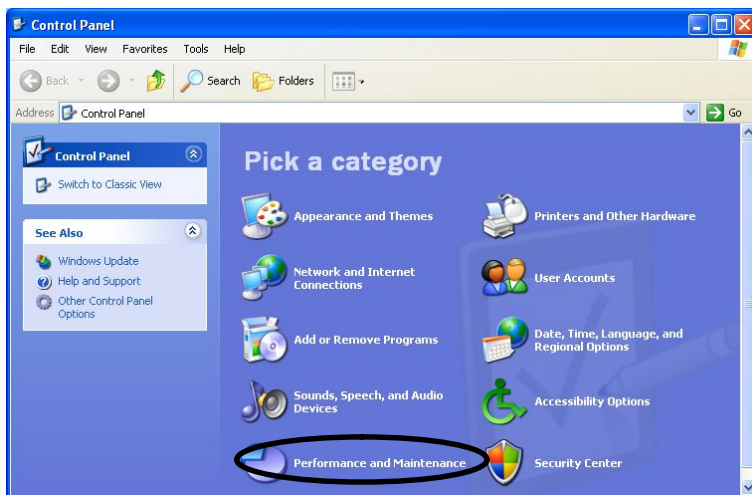 Control Panel
File Edit View Favorites Tools Help
Back Search Folders
Address Control Panel Go
Control Panel
Switch to Classic View
See Also
Windows Update
Help and Support
Other Control Panel
Options
Pick a category
Appearance and Themes
Printers and Other Hardware
Network and Internet
Connections
User Accounts
Add or Remove Programs
Date, Time, Language, and
Regional Options
Sounds, Speech, and Audio
Devices
Accessibility Options
Performance and Maintenance
Security Center